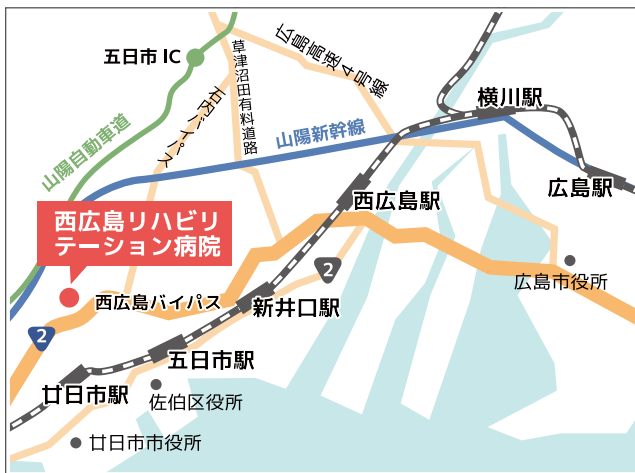 五日市 IC
草津沼田有料道路
広島高速4号線
石内バイパス
横川駅
山陽自動車道
山陽新幹線
広島駅
西広島駅
西広島リハビリ
テーション病院
2
広島市役所
西広島バイパス
新井口駅
2
五日市駅
廿日市駅
佐伯区役所
廿日市市役所